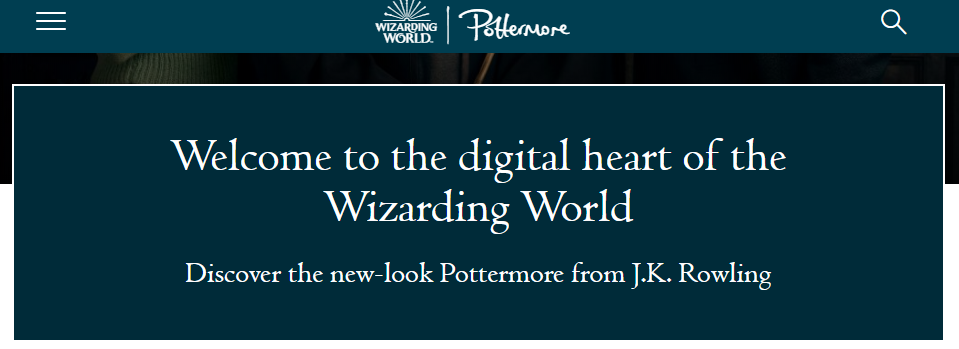 WIZARDING
WORLD
Pottermore
Welcome to the digital heart of the
Wizarding World
Discover the new-look Pottermore from J.K. Rowling